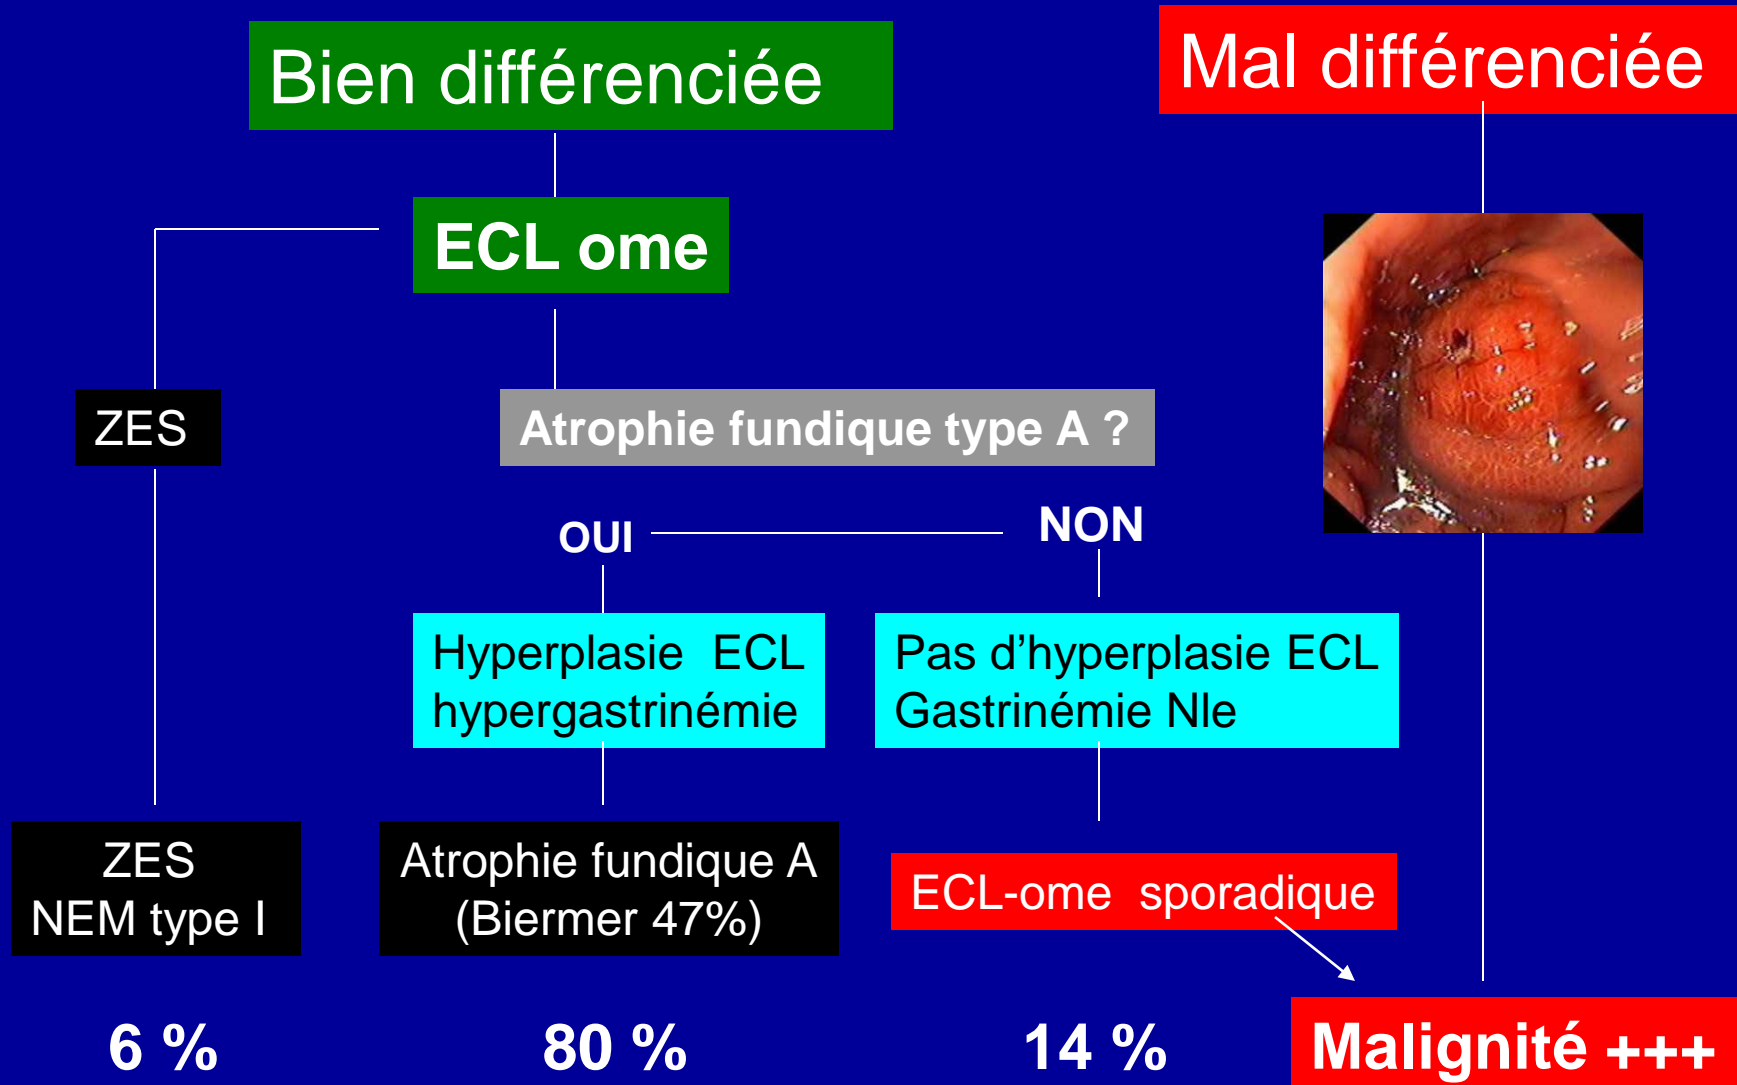 Bien différenciée
Mal différenciée
ECL ome
ZES
Atrophie fundique type A ?
OUI
NON
Hyperplasie ECL
hypergastrinémie
Pas d’hyperplasie ECL
Gastrinémie Nle
ZES
NEM type I
Atrophie fundique A
(Biermer 47%)
ECL-ome sporadique
6 %
80 %
14 %
Malignité +++